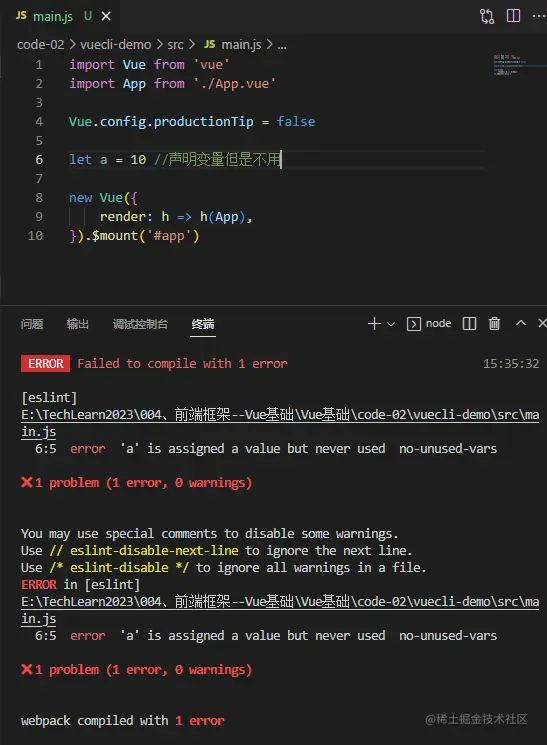 JS main.js U
code-02 > vuecli-demo > src > JS main.js > ...
1 import Vue from 'vue'
2 import App from './App.vue'
3
4 Vue.config.productionTip = false
5
6 let a = 10 //声明变量但是不用
7
8 new Vue({
9 render: h => h(App),
10 }).$mount('#app')
问题 输出 调试控制台 终端 node
ERROR Failed to compile with 1 error 15:35:32
[eslint]
E:\TechLearn2023\004、前端框架--Vue基础\Vue基础\code-02\vuecli-demo\src\ma
in.js
6:5 error 'a' is assigned a value but never used no-unused-vars
❌1 problem (1 error, 0 warnings)
You may use special comments to disable some warnings.
Use // eslint-disable-next-line to ignore the next line.
Use /* eslint-disable */ to ignore all warnings in a file.
ERROR in [eslint]
E:\TechLearn2023\004、前端框架--Vue基础\Vue基础\code-02\vuecli-demo\src\ma
in.js
6:5 error 'a' is assigned a value but never used no-unused-vars
❌1 problem (1 error, 0 warnings)
webpack compiled with 1 error
@稀土掘金技术社区